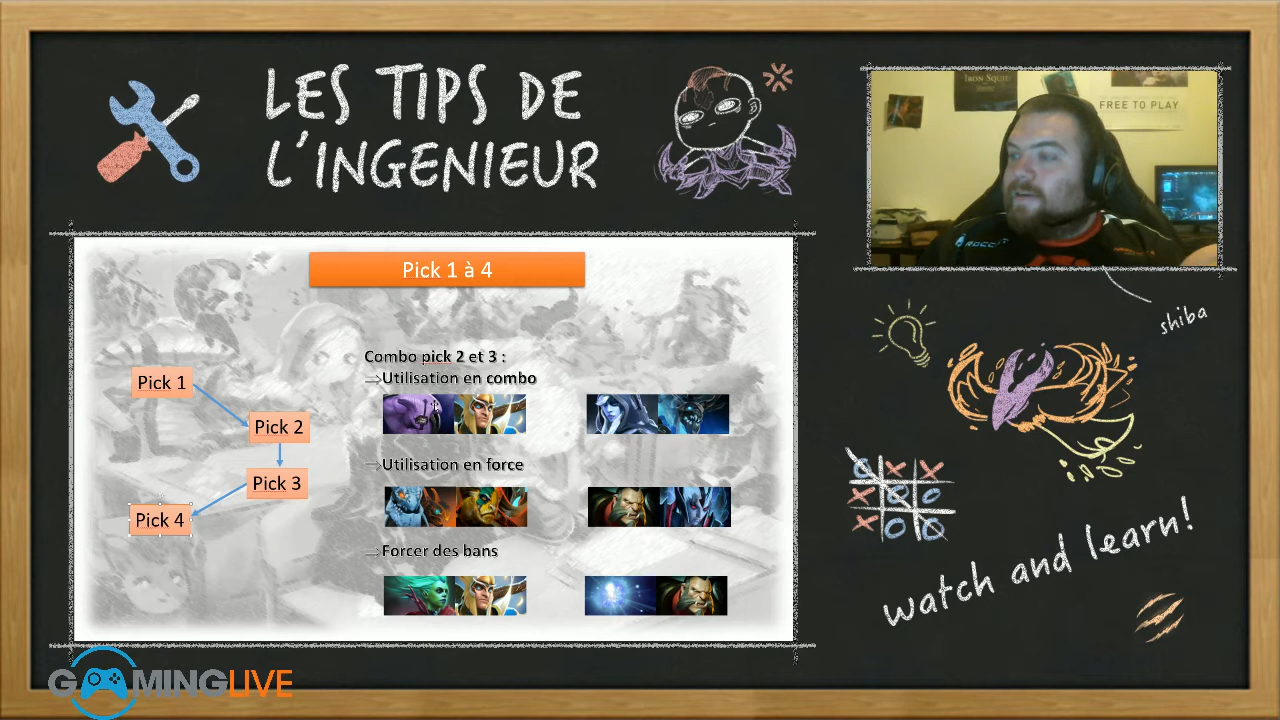 LES TIPS DE
L'INGENIEUR
IRON SQUIT
FREE TO PLAY
ROCCAT
shiba
Pick 1 à 4
Pick 1
Pick 2
Pick 3
Pick 4
Combo pick 2 et 3 :
⇒Utilisation en combo
⇒Utilisation en force
⇒Forcer des bans
watch and learn!
GAMINGLIVE